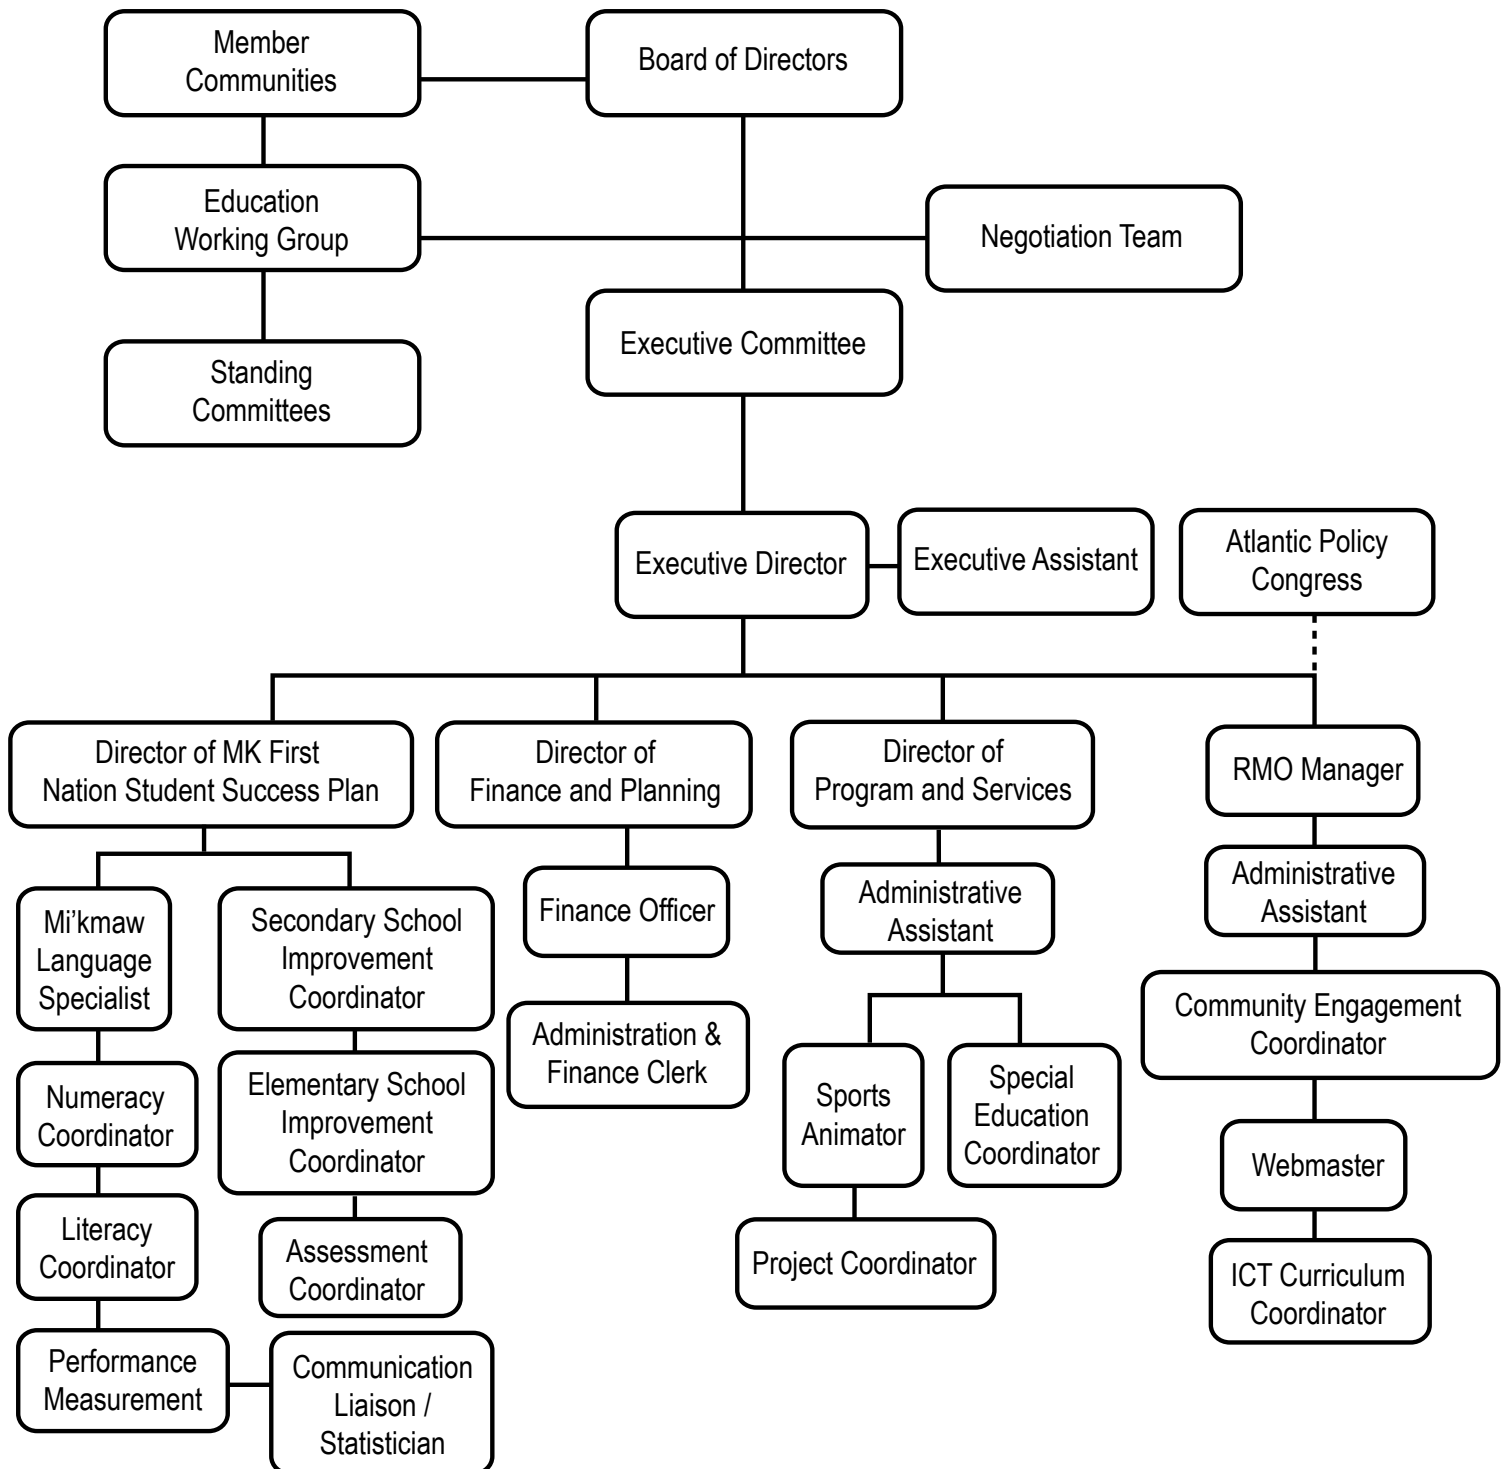 Member
Communities
Board of Directors
Education
Working Group
Negotiation Team
Executive Committee
Standing
Committees
Executive Director
Executive Assistant
Atlantic Policy
Congress
Director of MK First
Nation Student Success Plan
Director of
Finance and Planning
Director of
Program and Services
RMO Manager
Mi’kmaw
Language
Specialist
Secondary School
Improvement
Coordinator
Finance Officer
Administrative
Assistant
Administrative
Assistant
Numeracy
Coordinator
Elementary School
Improvement
Coordinator
Administration &
Finance Clerk
Sports
Animator
Special
Education
Coordinator
Community Engagement
Coordinator
Literacy
Coordinator
Assessment
Coordinator
Project Coordinator
Webmaster
Performance
Measurement
Communication
Liaison /
Statistician
ICT Curriculum
Coordinator